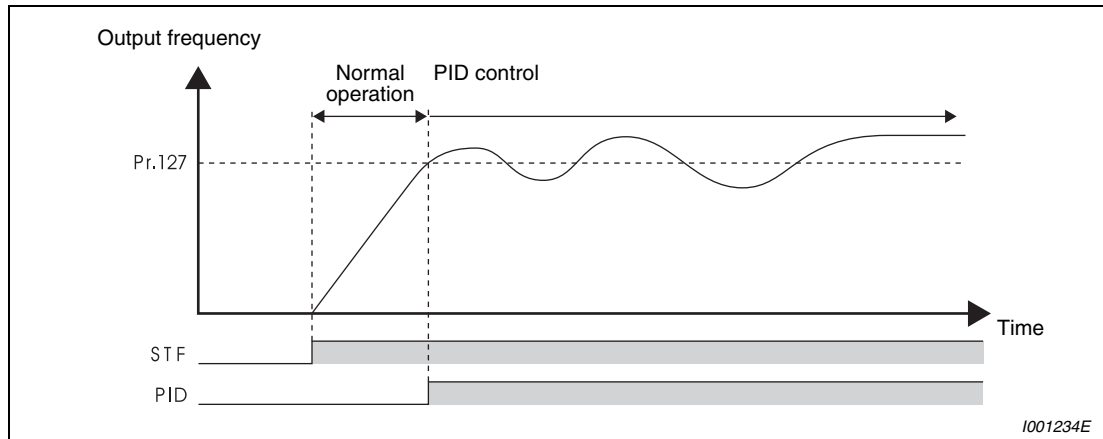 Output frequency
Normal operation
PID control
Pr.127
Time
STF
PID
I001234E